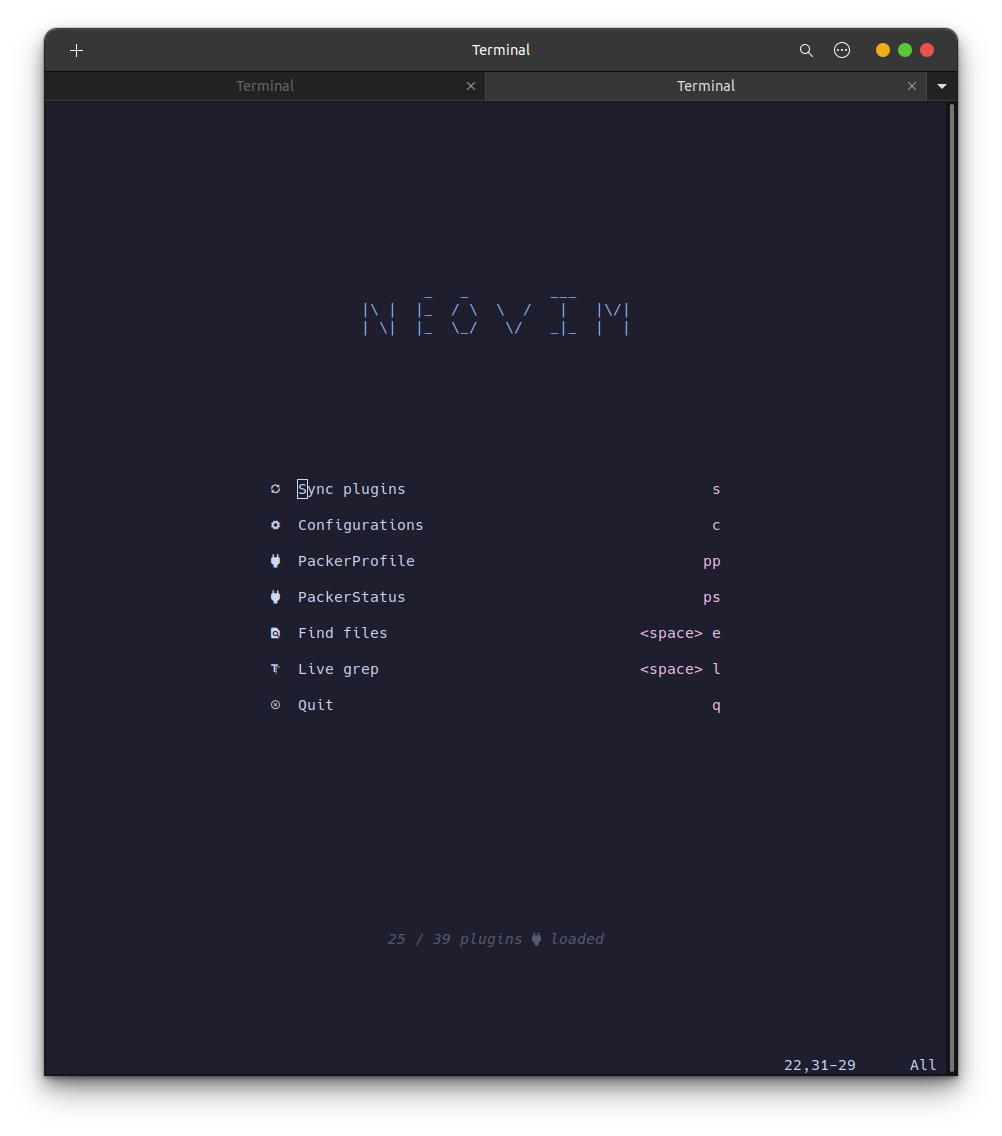 Terminal
Terminal
Terminal
NEOVIM
Sync plugins s
Configurations c
PackerProfile pp
PackerStatus ps
Find files <space> e
Live grep <space> l
Quit q
25 / 39 plugins loaded
22,31-29 All